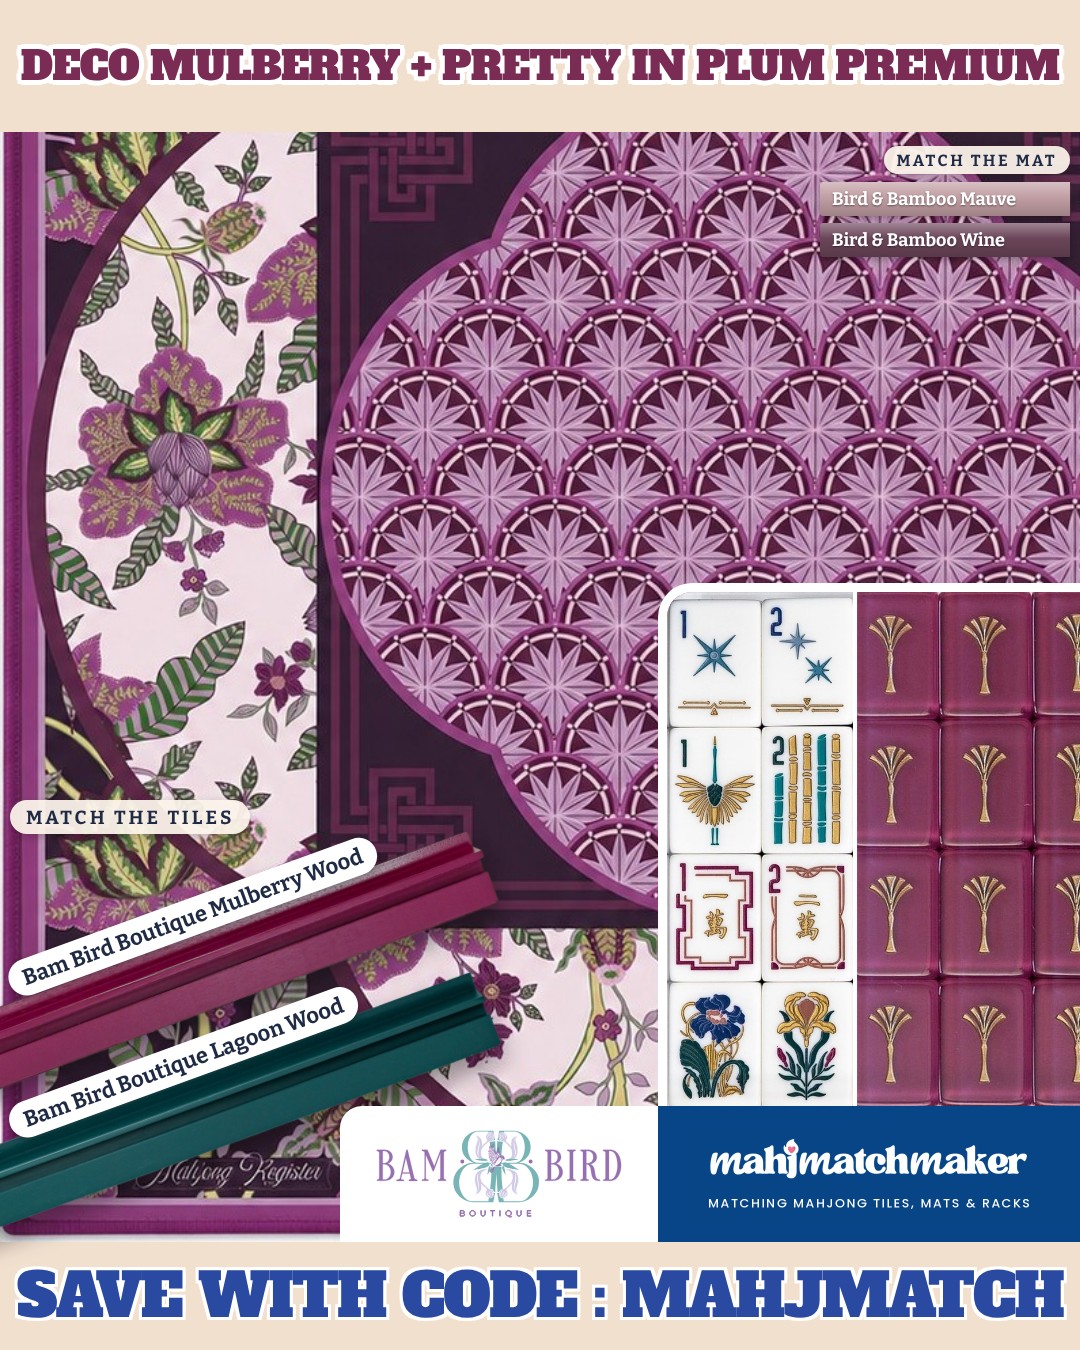 DECO MULBERRY + PRETTY IN PLUM PREMIUM
MATCH THE MAT
Bird & Bamboo Mauve
Bird & Bamboo Wine
1
2
1
2
1
2
一
萬
二
萬
MATCH THE TILES
Bam Bird Boutique Mulberry Wood
Bam Bird Boutique Lagoon Wood
Mahjong Register
BAM BIRD
BOUTIQUE
mahjmatchmaker
MATCHING MAHJONG TILES, MATS & RACKS
SAVE WITH CODE : MAHJMATCH